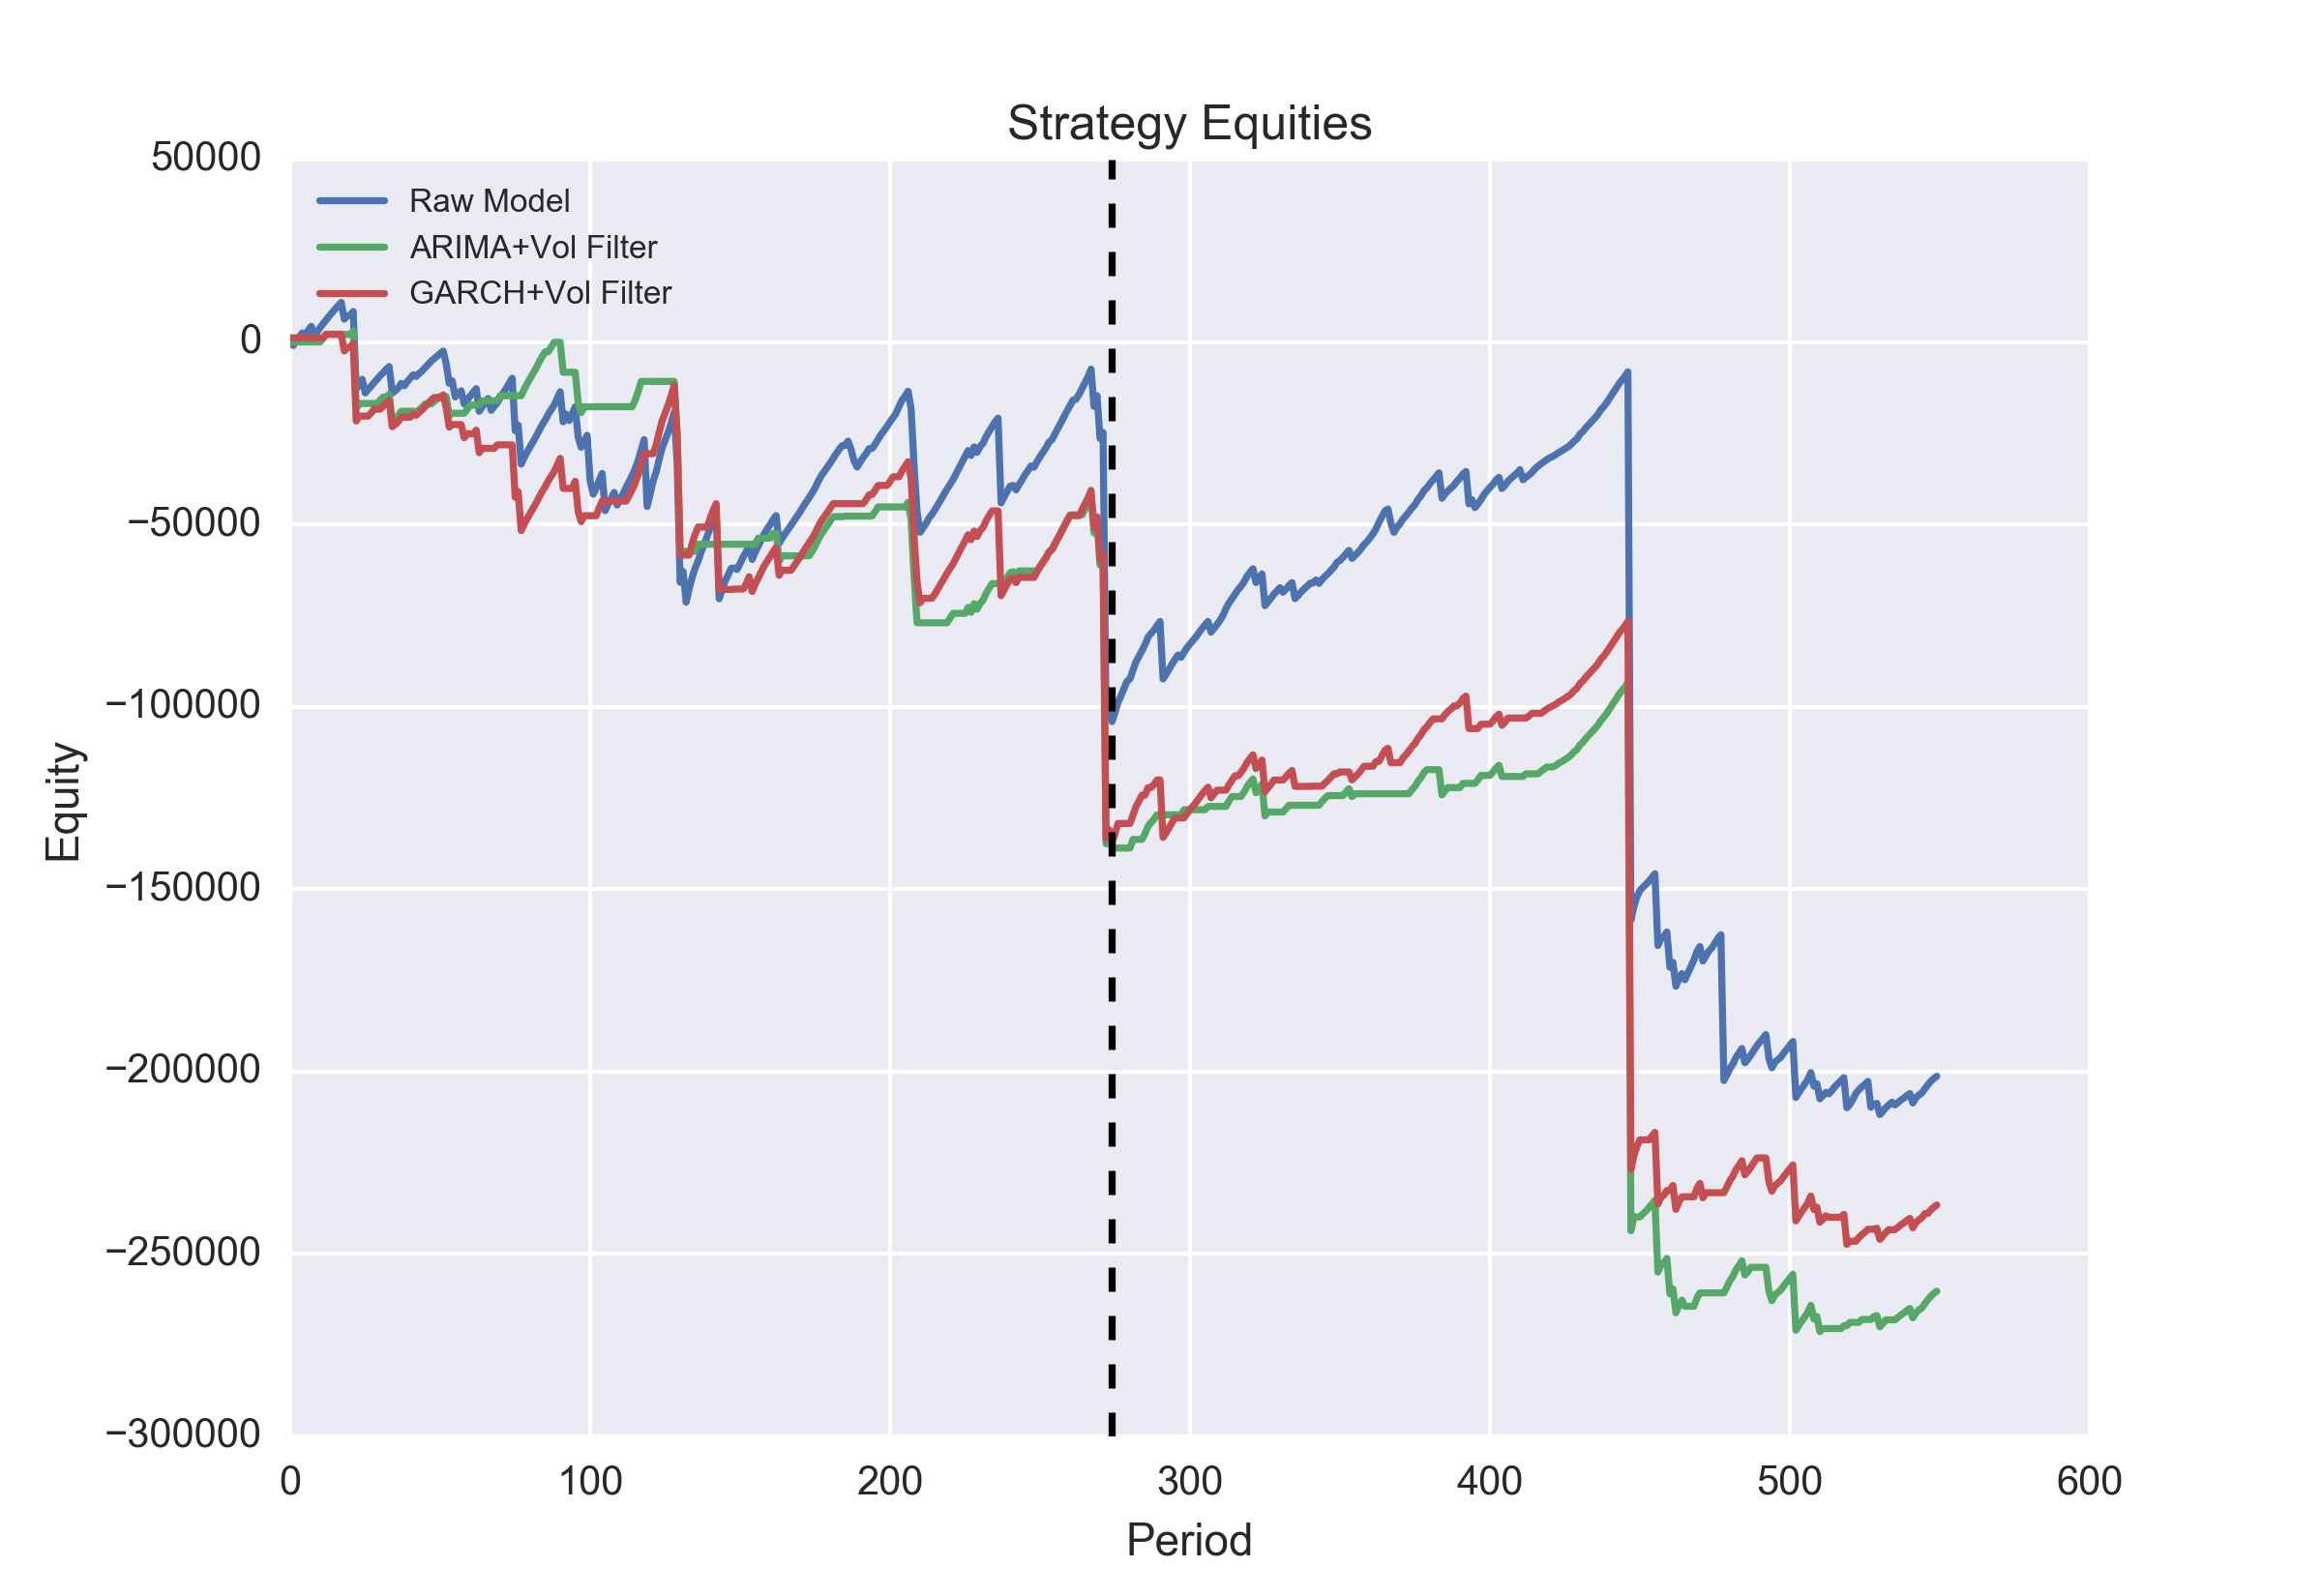 Strategy Equities
50000
0
−50000
−100000
−150000
−200000
−250000
−300000
Equity
Raw Model
ARIMA+Vol Filter
GARCH+Vol Filter
0 100 200 300 400 500 600
Period